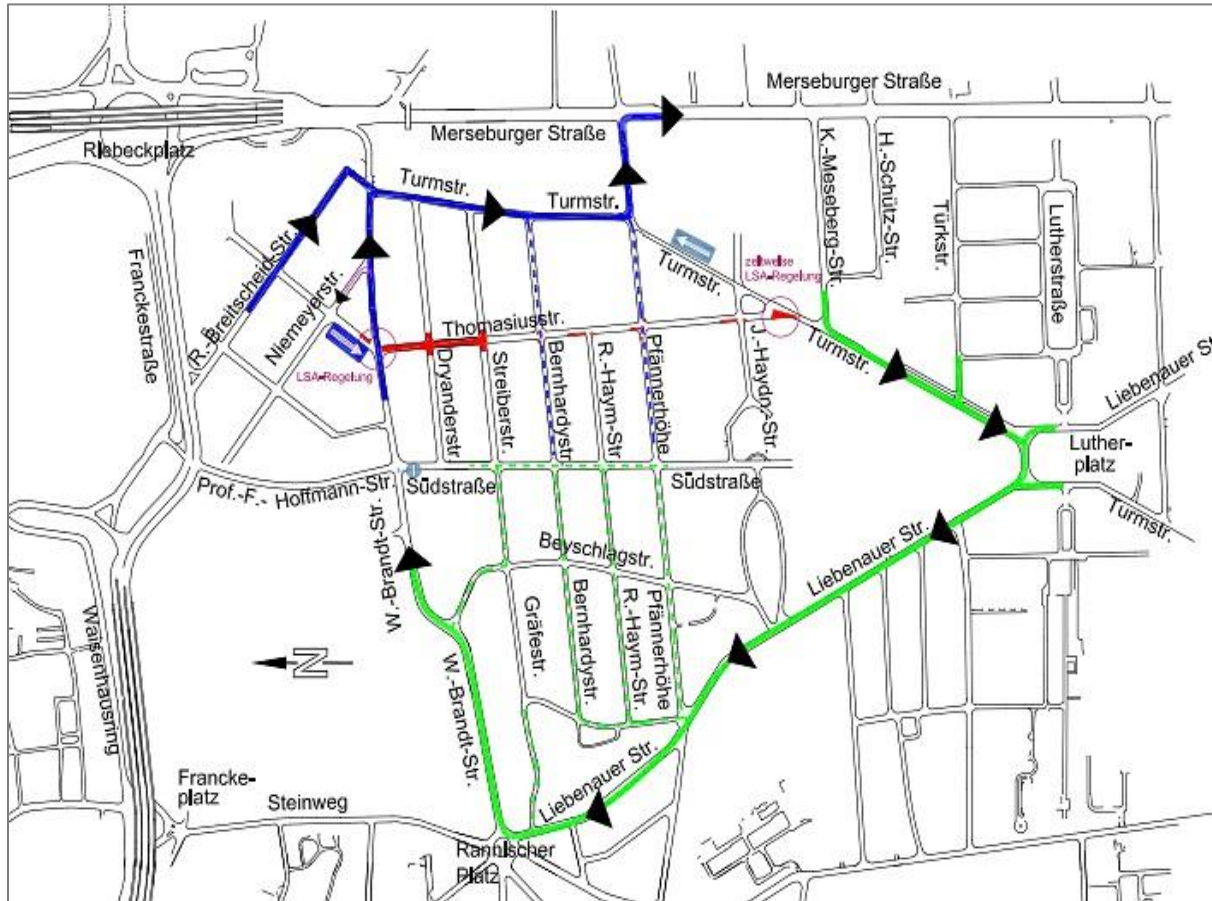 Merseburger Straße
Merseburger Straße
Riebeckplatz
Turmstr.
Turmstr.
Turmstr.
K.-Meseberg-Str.
H.-Schütz-Str.
Türkstr.
Lutherstraße
Franckestraße
R.-Breitscheid-Str.
Niemeyerstr.
zeitweise
LSA-Regelung
Thomasiusstr.
LSA-Regelung
Dryanderstr.
Streiberstr.
Bernhardystr.
R.-Haym-Str
Pfännerhöhe
J.-Haydn-Str.
Turmstr.
Liebenauer S
Luther-
platz
Prof.-F.-
Hoffmann-Str.
Südstraße
Südstraße
Turmstr.
W.-Brandt-Str.
Beyschlagstr.
Liebenauer Str.
Gräfestr.
Bernhardystr.
R.-Haym-Str.
Pfännerhöhe
Waisenhausring
N
W.-Brandt-Str.
Liebenauer Str.
Francke-
platz
Steinweg
Rannischer
Platz